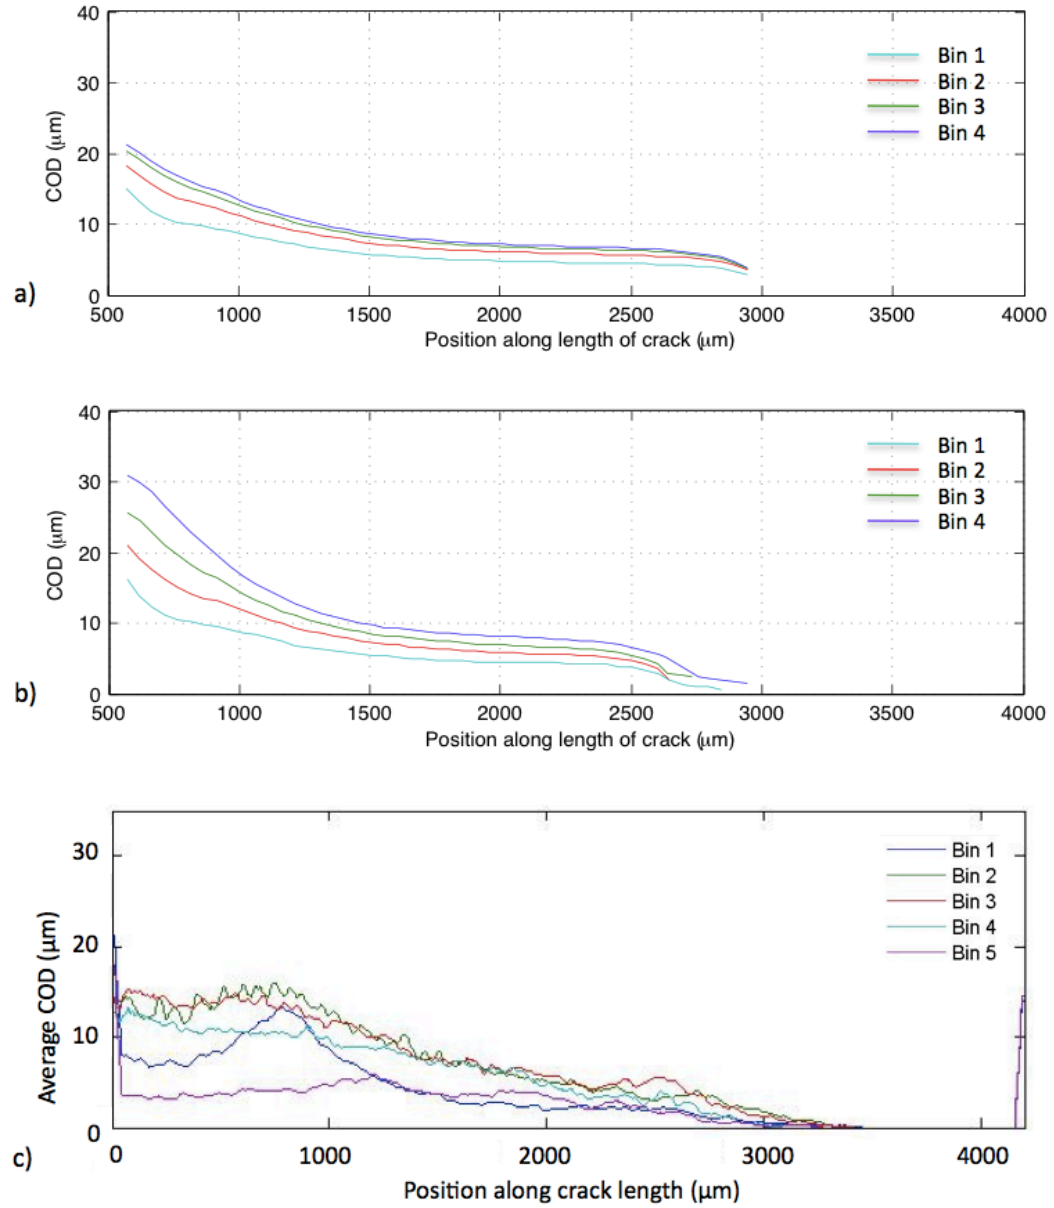 40
30
20
10
0
COD (μm)
Bin 1
Bin 2
Bin 3
Bin 4
a)
500 1000 1500 2000 2500 3000 3500 4000
Position along length of crack (μm)
40
30
20
10
0
COD (μm)
Bin 1
Bin 2
Bin 3
Bin 4
b)
500 1000 1500 2000 2500 3000 3500 4000
Position along length of crack (μm)
30
20
10
0
Average COD (μm)
Bin 1
Bin 2
Bin 3
Bin 4
Bin 5
c)
0 1000 2000 3000 4000
Position along crack length (μm)